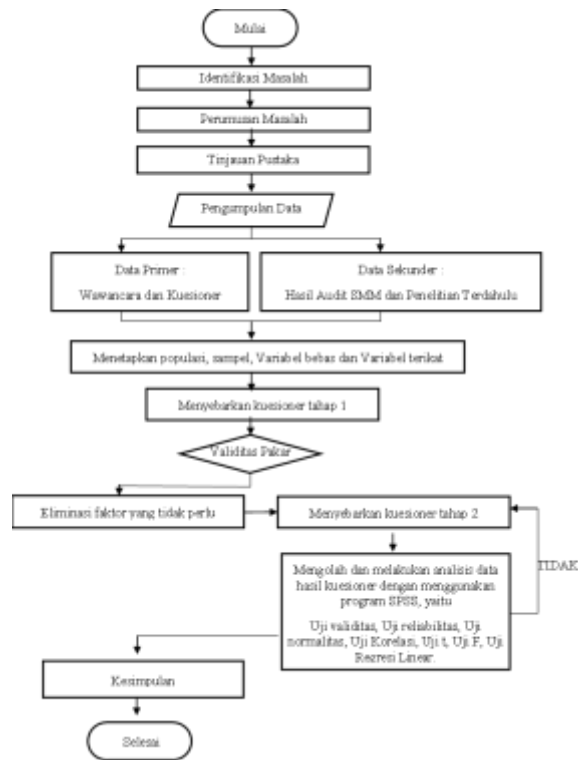 Mulai
Identifikasi Masalah
Perumusan Masalah
Tinjauan Pustaka
Pengumpulan Data
Data Primer :
Wawancara dan Kuesioner
Data Sekunder :
Hasil Audit SMM dan Penelitian Terdahulu
Menetapkan populasi, sampel, Variabel bebas dan Variabel terikat
Menyebarkan kuesioner tahap 1
Validitas Pakar
Eliminasi faktor yang tidak perlu
Menyebarkan kuesioner tahap 2
TIDAK
Mengolah dan melakukan analisis data
hasil kuesioner dengan menggunakan
program SPSS, yaitu
Uji validitas, Uji reliabilitas, Uji
normalitas, Uji Korelasi, Uji t, Uji F, Uji
Regresi Linear.
Kesimpulan
Selesai